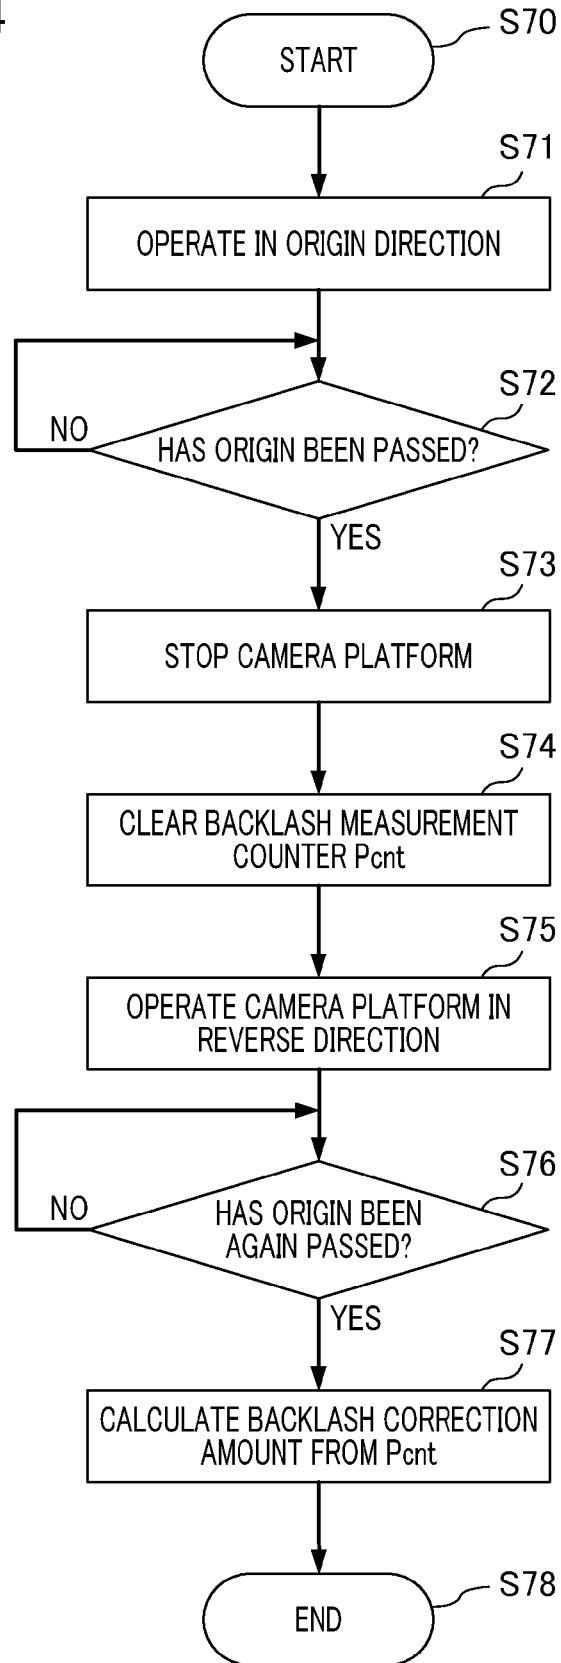 S70
START
S71
OPERATE IN ORIGIN DIRECTION
S72
NO
HAS ORIGIN BEEN PASSED?
YES
S73
STOP CAMERA PLATFORM
S74
CLEAR BACKLASH MEASUREMENT
COUNTER Pcnt
S75
OPERATE CAMERA PLATFORM IN
REVERSE DIRECTION
S76
NO
HAS ORIGIN BEEN
AGAIN PASSED?
YES
S77
CALCULATE BACKLASH CORRECTION
AMOUNT FROM Pcnt
S78
END